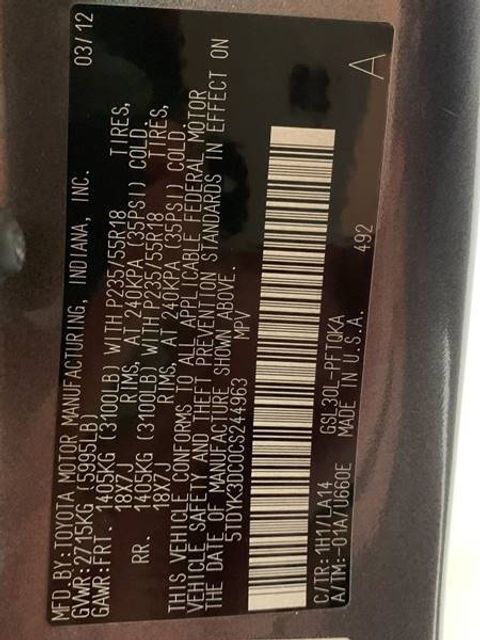 MFD.BY:TOYOTA MOTOR MANUFACTURING, INDIANA, INC. 03/12
GVWR:2715KG (5995LB)
GAWR:FRT. 1405KG (3100LB) WITH P235/55R18 TIRES,
18X7J RIMS, AT 240KPA (35PSI) COLD.
RR. 1405KG (3100LB) WITH P235/55R18 TIRES,
18X7J RIMS, AT 240KPA (35PSI) COLD.
THIS VEHICLE CONFORMS TO ALL APPLICABLE FEDERAL MOTOR
VEHICLE SAFETY AND THEFT PREVENTION STANDARDS IN EFFECT ON
THE DATE OF MANUFACTURE SHOWN ABOVE.
5TDYK3DC0CS244963 MPV
C/TR:1H1/LA14 GSL30L-PFTQKA
A/TM:-01A/U660E MADE IN U.S.A. 492 A